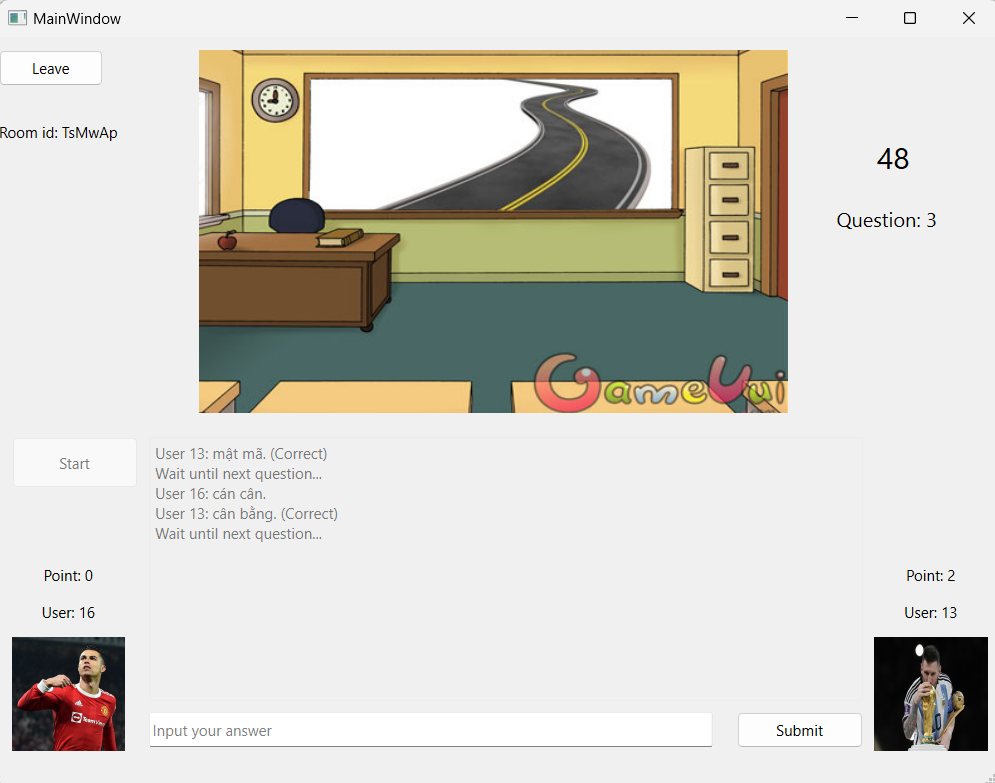 MainWindow
Leave
Room id: TsMwAp
48
Question: 3
GameVui
Start
User 13: mật mã. (Correct)
Wait until next question...
User 16: cán cân.
User 13: cân bằng. (Correct)
Wait until next question...
Point: 0
User: 16
Point: 2
User: 13
Input your answer
Submit